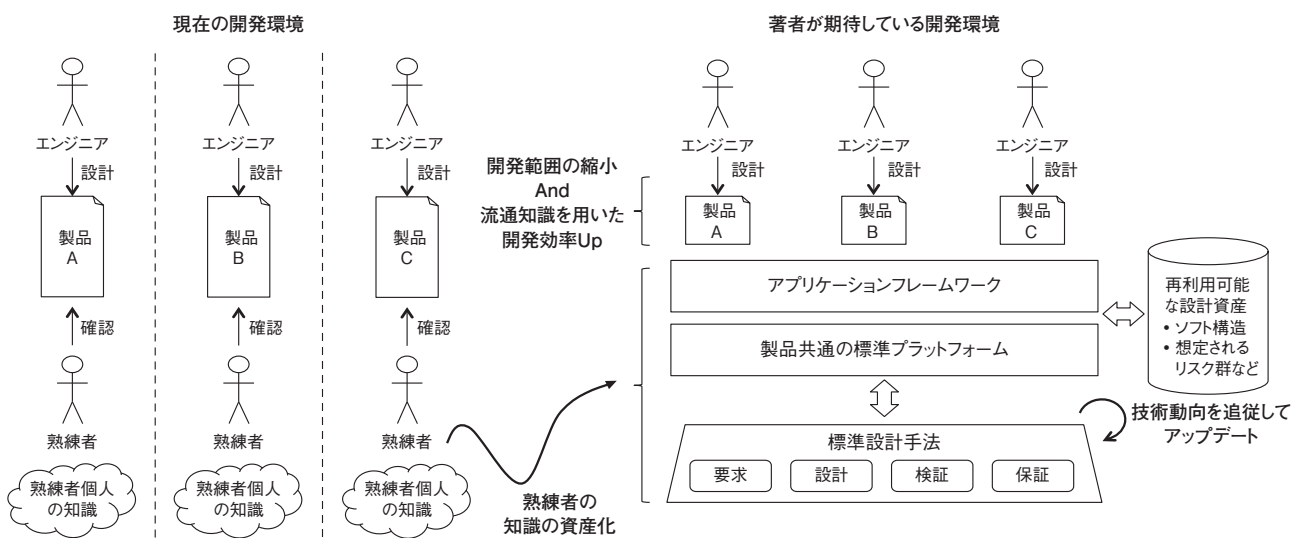 現在の開発環境
エンジニア
設計
製品
A
確認
熟練者
熟練者個人
の知識
エンジニア
設計
製品
B
確認
熟練者
熟練者個人
の知識
エンジニア
設計
製品
C
確認
熟練者
熟練者個人
の知識
熟練者の
知識の資産化
著者が期待している開発環境
エンジニア
エンジニア
エンジニア
設計
設計
設計
開発範囲の縮小
And
流通知識を用いた
開発効率Up
製品
A
製品
B
製品
C
アプリケーションフレームワーク
製品共通の標準プラットフォーム
再利用可能
な設計資産
• ソフト構造
• 想定される
リスク群など
技術動向を追従して
アップデート
標準設計手法
要求
設計
検証
保証